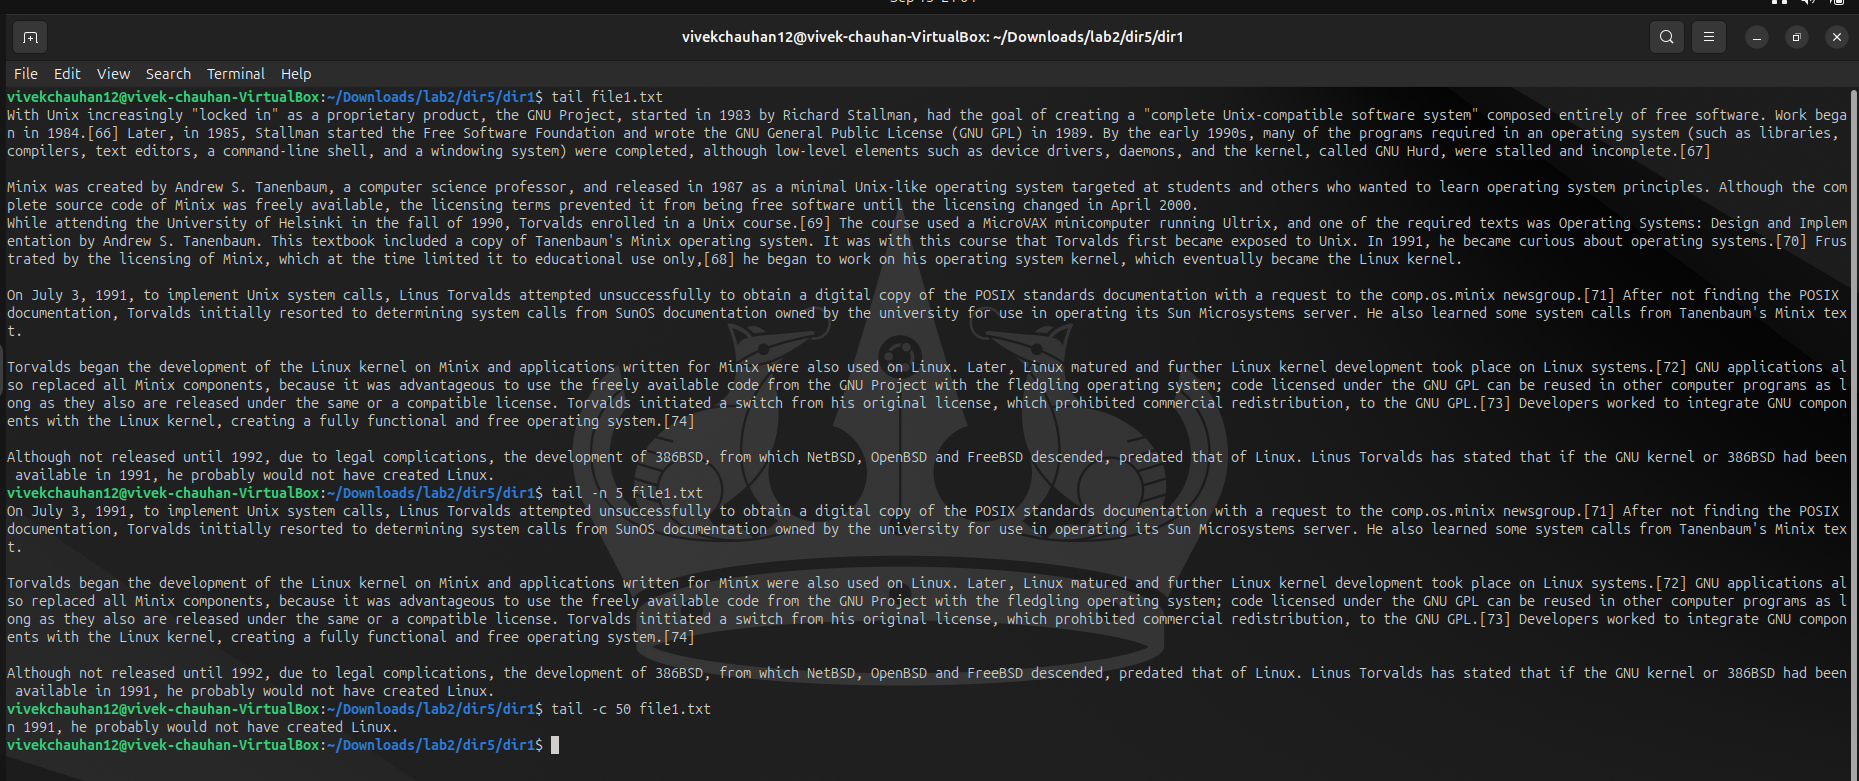 vivekchauhan12@vivek-chauhan-VirtualBox: ~/Downloads/lab2/dir5/dir1
File Edit View Search Terminal Help
vivekchauhan12@vivek-chauhan-VirtualBox:~/Downloads/lab2/dir5/dir1$ tail file1.txt
With Unix increasingly "locked in" as a proprietary product, the GNU Project, started in 1983 by Richard Stallman, had the goal of creating a "complete Unix-compatible software system" composed entirely of free software. Work bega
n in 1984.[66] Later, in 1985, Stallman started the Free Software Foundation and wrote the GNU General Public License (GNU GPL) in 1989. By the early 1990s, many of the programs required in an operating system (such as libraries,
compilers, text editors, a command-line shell, and a windowing system) were completed, although low-level elements such as device drivers, daemons, and the kernel, called GNU Hurd, were stalled and incomplete.[67]
Minix was created by Andrew S. Tanenbaum, a computer science professor, and released in 1987 as a minimal Unix-like operating system targeted at students and others who wanted to learn operating system principles. Although the com
plete source code of Minix was freely available, the licensing terms prevented it from being free software until the licensing changed in April 2000.
While attending the University of Helsinki in the fall of 1990, Torvalds enrolled in a Unix course.[69] The course used a MicroVAX minicomputer running Ultrix, and one of the required texts was Operating Systems: Design and Implem
entation by Andrew S. Tanenbaum. This textbook included a copy of Tanenbaum's Minix operating system. It was with this course that Torvalds first became exposed to Unix. In 1991, he became curious about operating systems.[70] Frus
trated by the licensing of Minix, which at the time limited it to educational use only,[68] he began to work on his operating system kernel, which eventually became the Linux kernel.
On July 3, 1991, to implement Unix system calls, Linus Torvalds attempted unsuccessfully to obtain a digital copy of the POSIX standards documentation with a request to the comp.os.minix newsgroup.[71] After not finding the POSIX
documentation, Torvalds initially resorted to determining system calls from SunOS documentation owned by the university for use in operating its Sun Microsystems server. He also learned some system calls from Tanenbaum's Minix tex
t.
Torvalds began the development of the Linux kernel on Minix and applications written for Minix were also used on Linux. Later, Linux matured and further Linux kernel development took place on Linux systems.[72] GNU applications al
so replaced all Minix components, because it was advantageous to use the freely available code from the GNU Project with the fledgling operating system; code licensed under the GNU GPL can be reused in other computer programs as l
ong as they also are released under the same or a compatible license. Torvalds initiated a switch from his original license, which prohibited commercial redistribution, to the GNU GPL.[73] Developers worked to integrate GNU compon
ents with the Linux kernel, creating a fully functional and free operating system.[74]
Although not released until 1992, due to legal complications, the development of 386BSD, from which NetBSD, OpenBSD and FreeBSD descended, predated that of Linux. Linus Torvalds has stated that if the GNU kernel or 386BSD had been
available in 1991, he probably would not have created Linux.
vivekchauhan12@vivek-chauhan-VirtualBox:~/Downloads/lab2/dir5/dir1$ tail -n 5 file1.txt
On July 3, 1991, to implement Unix system calls, Linus Torvalds attempted unsuccessfully to obtain a digital copy of the POSIX standards documentation with a request to the comp.os.minix newsgroup.[71] After not finding the POSIX
documentation, Torvalds initially resorted to determining system calls from SunOS documentation owned by the university for use in operating its Sun Microsystems server. He also learned some system calls from Tanenbaum's Minix tex
t.
Torvalds began the development of the Linux kernel on Minix and applications written for Minix were also used on Linux. Later, Linux matured and further Linux kernel development took place on Linux systems.[72] GNU applications al
so replaced all Minix components, because it was advantageous to use the freely available code from the GNU Project with the fledgling operating system; code licensed under the GNU GPL can be reused in other computer programs as l
ong as they also are released under the same or a compatible license. Torvalds initiated a switch from his original license, which prohibited commercial redistribution, to the GNU GPL.[73] Developers worked to integrate GNU compon
ents with the Linux kernel, creating a fully functional and free operating system.[74]
Although not released until 1992, due to legal complications, the development of 386BSD, from which NetBSD, OpenBSD and FreeBSD descended, predated that of Linux. Linus Torvalds has stated that if the GNU kernel or 386BSD had been
available in 1991, he probably would not have created Linux.
vivekchauhan12@vivek-chauhan-VirtualBox:~/Downloads/lab2/dir5/dir1$ tail -c 50 file1.txt
n 1991, he probably would not have created Linux.
vivekchauhan12@vivek-chauhan-VirtualBox:~/Downloads/lab2/dir5/dir1$